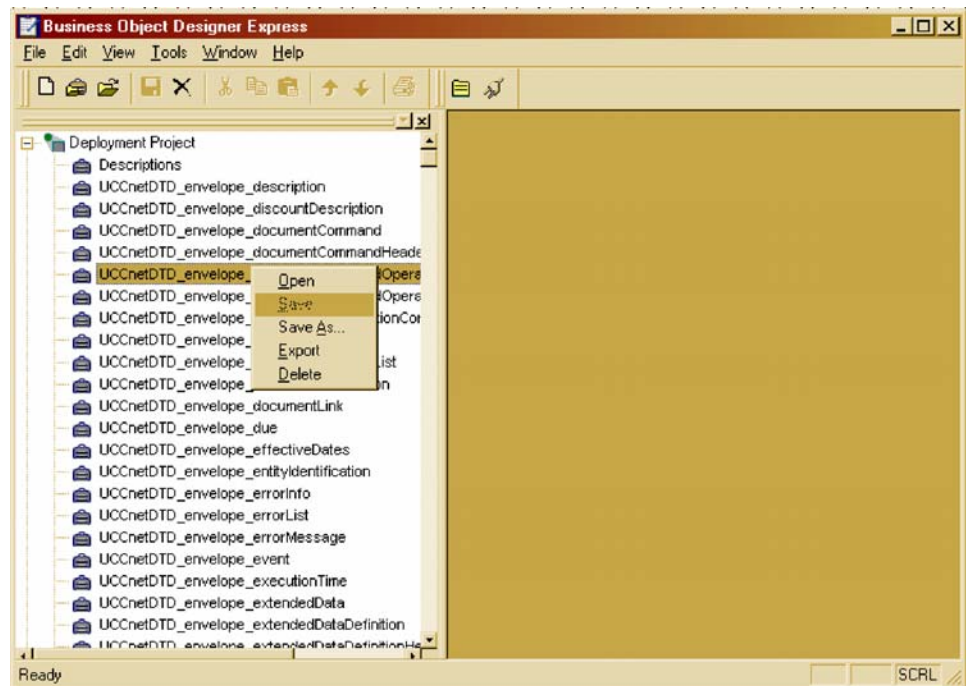 Business Object Designer Express
File Edit View Tools Window Help
Deployment Project
Descriptions
UCCnetDTD_envelope_description
UCCnetDTD_envelope_discountDescription
UCCnetDTD_envelope_documentCommand
UCCnetDTD_envelope_documentCommandHeade
UCCnetDTD_envelope_ dOpera
UCCnetDTD_envelope_ dOpera
UCCnetDTD_envelope_ tionCor
UCCnetDTD_envelope_
UCCnetDTD_envelope_ List
UCCnetDTD_envelope_ on
Open
Save
Save As...
Export
Delete
UCCnetDTD_envelope_documentLink
UCCnetDTD_envelope_due
UCCnetDTD_envelope_effectiveDates
UCCnetDTD_envelope_entityIdentification
UCCnetDTD_envelope_errorInfo
UCCnetDTD_envelope_errorList
UCCnetDTD_envelope_errorMessage
UCCnetDTD_envelope_event
UCCnetDTD_envelope_executionTime
UCCnetDTD_envelope_extendedData
UCCnetDTD_envelope_extendedDataDefinition
UCCnetDTD_envelope_extendedDataDefinitionHe
Ready SCRL